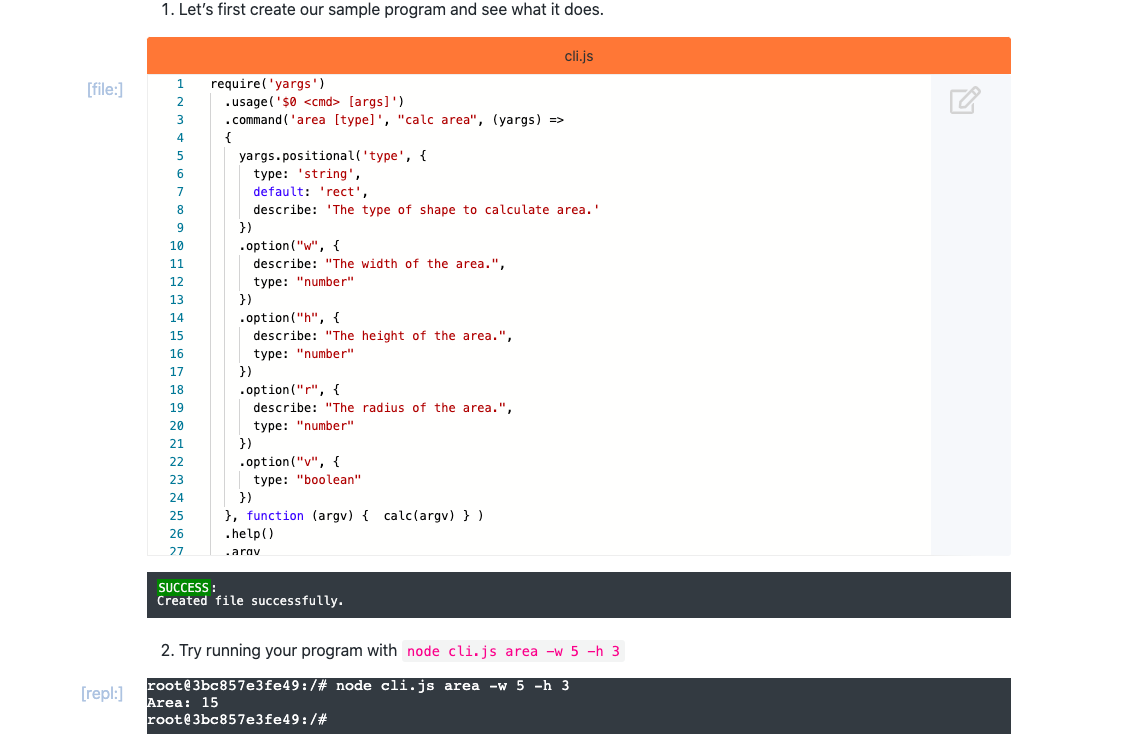 1. Let’s first create our sample program and see what it does.
cli.js
[file:]
1 require('yargs')
2 .usage('$0 <cmd> [args]')
3 .command('area [type]', "calc area", (yargs) =>
4 {
5 yargs.positional('type', {
6 type: 'string',
7 default: 'rect',
8 describe: 'The type of shape to calculate area.'
9 })
10 .option("w", {
11 describe: "The width of the area.",
12 type: "number"
13 })
14 .option("h", {
15 describe: "The height of the area.",
16 type: "number"
17 })
18 .option("r", {
19 describe: "The radius of the area.",
20 type: "number"
21 })
22 .option("v", {
23 type: "boolean"
24 })
25 }, function (argv) {  calc(argv) } )
26 .help()
27 .argv
SUCCESS:
Created file successfully.
2. Try running your program with node cli.js area -w 5 -h 3
[repl:]
root@3bc857e3fe49:/# node cli.js area -w 5 -h 3
Area: 15
root@3bc857e3fe49:/#